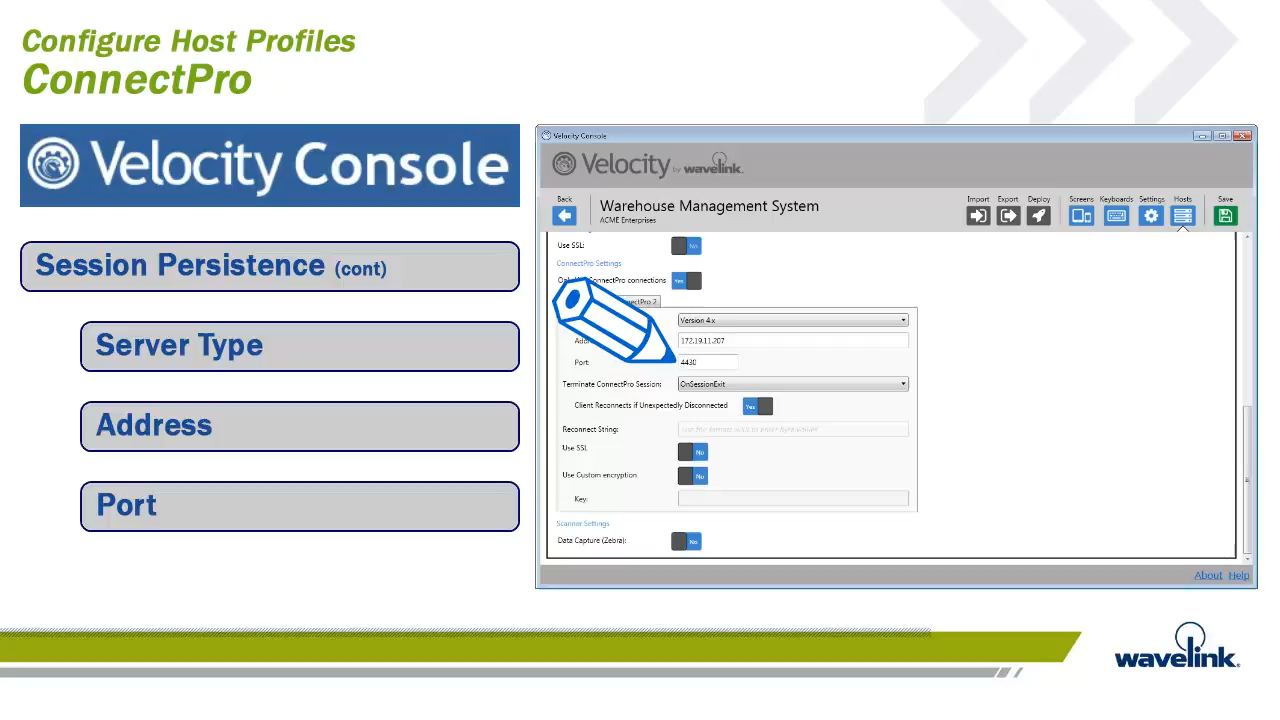 Configure Host Profiles
ConnectPro
Velocity Console
Session Persistence (cont)
Server Type
Address
Port
Velocity Console
Velocity by wavelink.
Back
Warehouse Management System
ACME Enterprises
Import Export Deploy Screens Keyboards Settings Hosts Save
Use SSL: No
ConnectPro Settings
ConnectPro connections Yes
Pro 2
Version 4.x
172.19.11.207
Port: 4430
Terminate ConnectPro Session: OnSessionExit
Client Reconnects if Unexpectedly Disconnected Yes
Reconnect String:
Use SSL No
Use Custom encryption No
Key:
Scanner Settings
Data Capture (Zebra): No
About Help
wavelink.